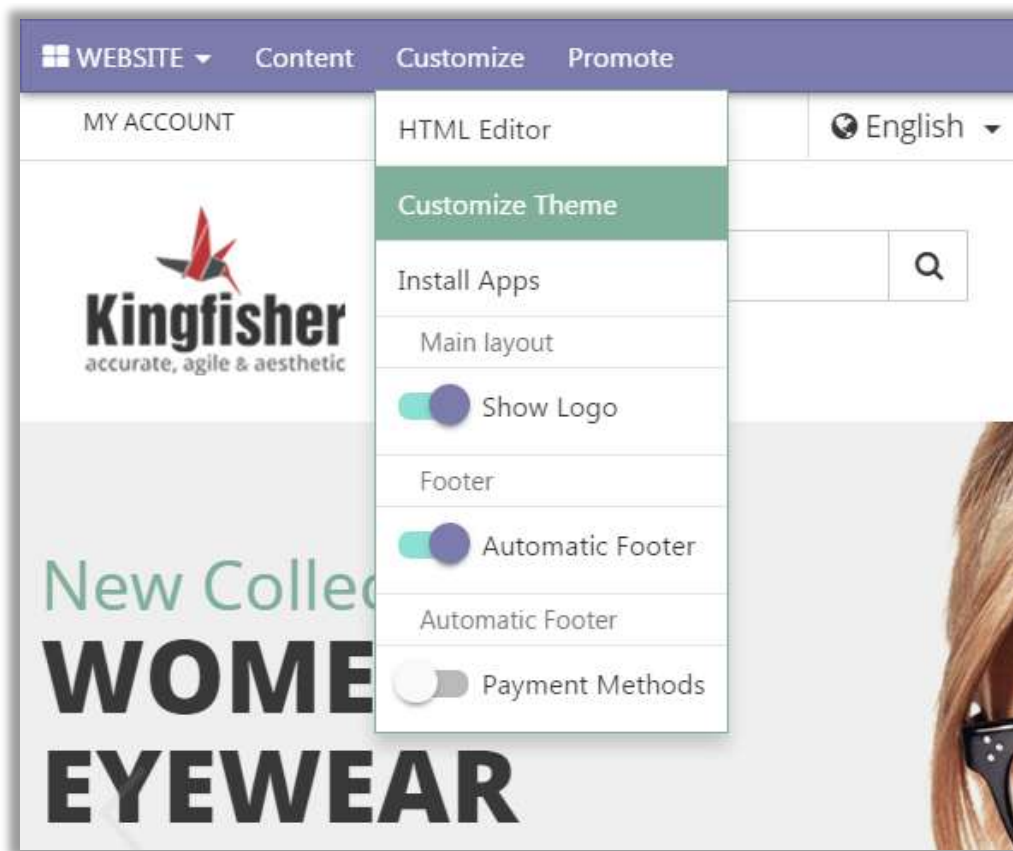 WEBSITE Content Customize Promote
MY ACCOUNT
English
HTML Editor
Customize Theme
Install Apps
Main layout
Show Logo
Footer
Automatic Footer
Automatic Footer
Payment Methods
Kingfisher
accurate, agile & aesthetic
New Collec
WOME
EYEWEAR